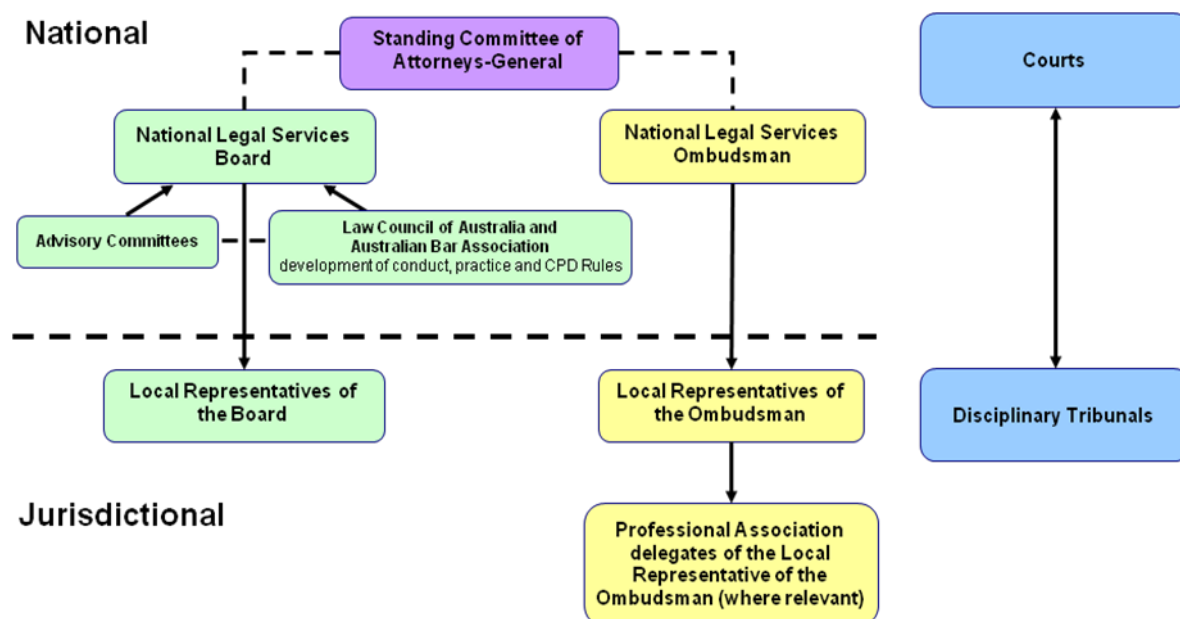 National
Standing Committee of
Attorneys-General
Courts
National Legal Services
Board
National Legal Services
Ombudsman
Advisory Committees
Law Council of Australia and
Australian Bar Association
development of conduct, practice and CPD Rules
Local Representatives of
the Board
Local Representatives of
the Ombudsman
Disciplinary Tribunals
Jurisdictional
Professional Association
delegates of the Local
Representative of the
Ombudsman (where relevant)